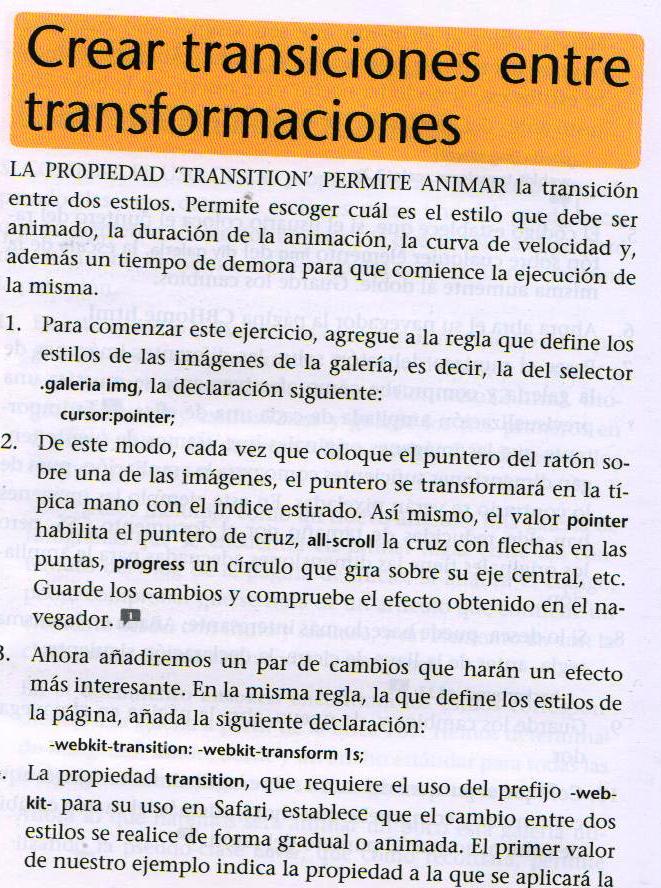 Crear transiciones entre
transformaciones
LA PROPIEDAD ‘TRANSITION’ PERMITE ANIMAR la transición
entre dos estilos. Permite escoger cuál es el estilo que debe ser
animado, la duración de la animación, la curva de velocidad y,
además un tiempo de demora para que comience la ejecución de
la misma.
1. Para comenzar este ejercicio, agregue a la regla que define los
estilos de las imágenes de la galería, es decir, la del selector
.galeria img, la declaración siguiente:
cursor:pointer;
2. De este modo, cada vez que coloque el puntero del ratón so-
bre una de las imágenes, el puntero se transformará en la tí-
pica mano con el índice estirado. Así mismo, el valor pointer
habilita el puntero de cruz, all-scroll la cruz con flechas en las
puntas, progress un círculo que gira sobre su eje central, etc.
Guarde los cambios y compruebe el efecto obtenido en el na-
vegador. 1
3. Ahora añadiremos un par de cambios que harán un efecto
más interesante. En la misma regla, la que define los estilos de
la página, añada la siguiente declaración:
-webkit-transition: -webkit-transform 1s;
La propiedad transition, que requiere el uso del prefijo -web-
kit- para su uso en Safari, establece que el cambio entre dos
estilos se realice de forma gradual o animada. El primer valor
de nuestro ejemplo indica la propiedad a la que se aplicará la